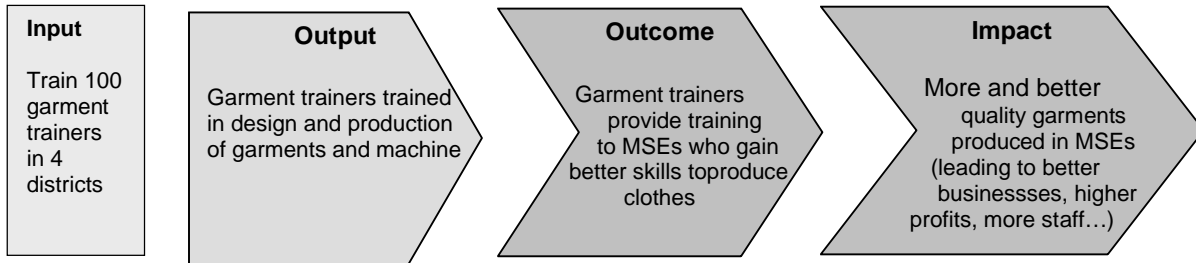 Input
Train 100
garment
trainers
in 4
districts
Output
Garment trainers trained
in design and production
of garments and machine
Outcome
Garment trainers
provide training
to MSEs who gain
better skills toproduce
clothes
Impact
More and better
quality garments
produced in MSEs
(leading to better
businessses, higher
profits, more staff…)